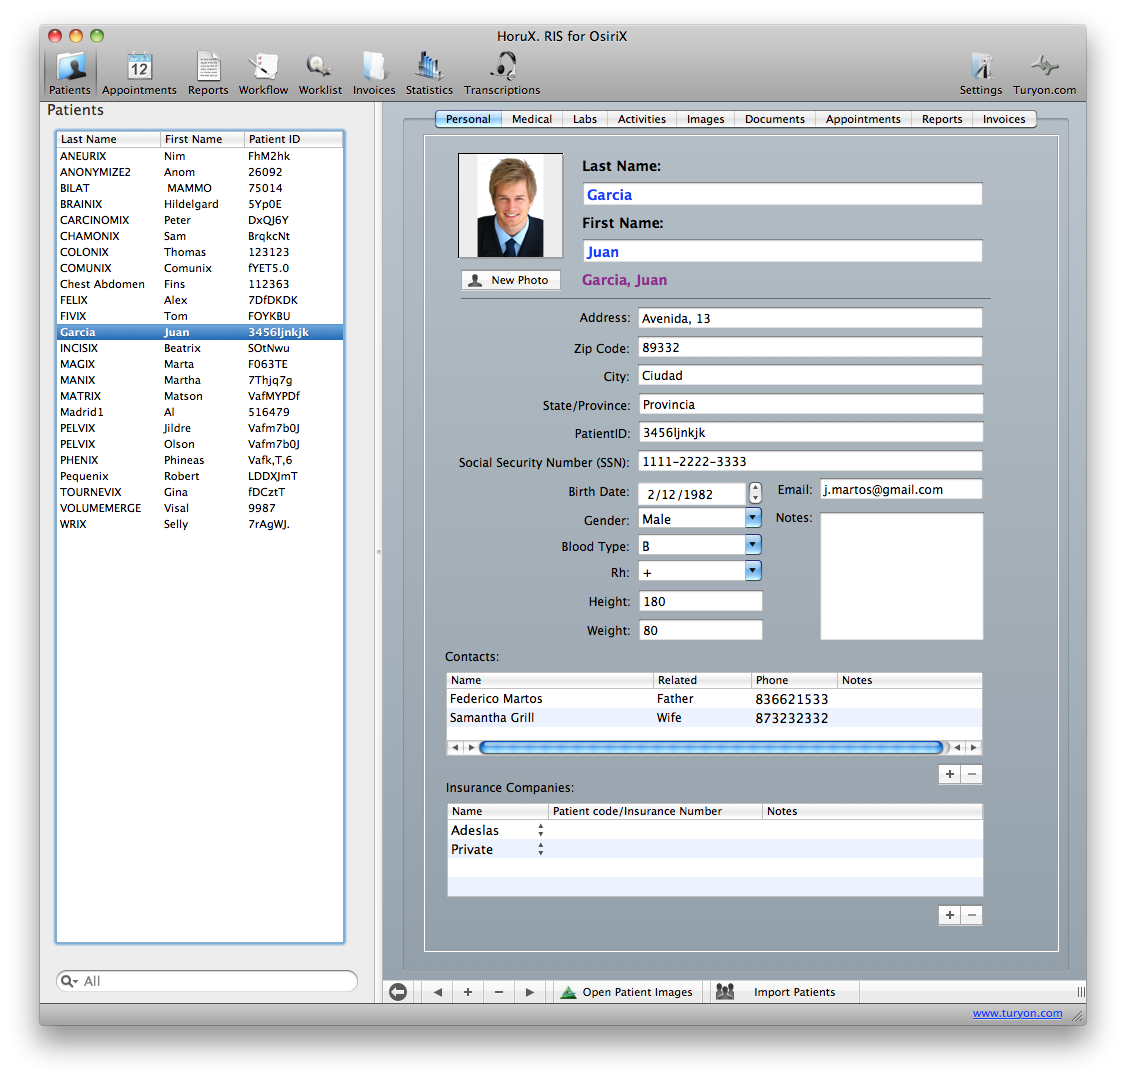 HoruX. RIS for OsiriX
12
Patients Appointments Reports Workflow Worklist Invoices Statistics Transcriptions Settings Turyon.com
Patients
Last Name First Name Patient ID
ANEURIX Nim FhM2hk
ANONYMIZE2 Anom 26092
BILAT MAMMO 75014
BRAINIX Hildelgard 5Yp0E
CARCINOMIX Peter DxQJ6Y
CHAMONIX Sam BrqkcNt
COLONIX Thomas 123123
COMUNIX Comunix fYET5.0
Chest Abdomen Fins 112363
FELIX Alex 7DfDKDK
FIVIX Tom FOYKBU
Garcia Juan 3456ljnkjk
INCISIX Beatrix SOtNwu
MAGIX Marta F063TE
MANIX Martha 7Thjq7g
MATRIX Matson VafMYPDf
Madrid1 Al 516479
PELVIX Jildre Vafm7b0J
PELVIX Olson Vafm7b0J
PHENIX Phineas Vafk,T,6
Pequenix Robert LDDXJmT
TOURNEVIX Gina fDCztT
VOLUMEMERGE Visal 9987
WRIX Selly 7rAgWJ.
All
Personal Medical Labs Activities Images Documents Appointments Reports Invoices
Last Name:
Garcia
First Name:
Juan
New Photo
Garcia, Juan
Address: Avenida, 13
Zip Code: 89332
City: Ciudad
State/Province: Provincia
PatientID: 3456ljnkjk
Social Security Number (SSN): 1111-2222-3333
Birth Date: 2/12/1982 Email: j.martos@gmail.com
Gender: Male Notes:
Blood Type: B
Rh: +
Height: 180
Weight: 80
Contacts:
Name Related Phone Notes
Federico Martos Father 836621533
Samantha Grill Wife 873232332
+ −
Insurance Companies:
Name Patient code/Insurance Number Notes
Adeslas
Private
+ −
+ − Open Patient Images Import Patients
www.turyon.com